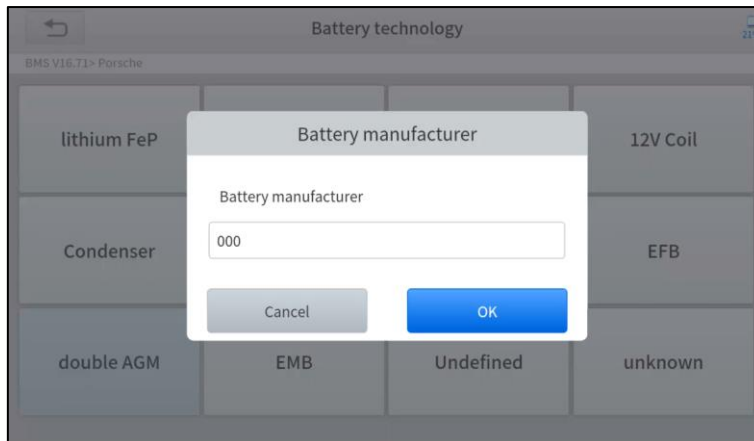 Battery technology
21°
BMS V16.71> Porsche
lithium FeP
12V Coil
Battery manufacturer
Battery manufacturer
000
Condenser
EFB
Cancel
OK
double AGM
EMB
Undefined
unknown